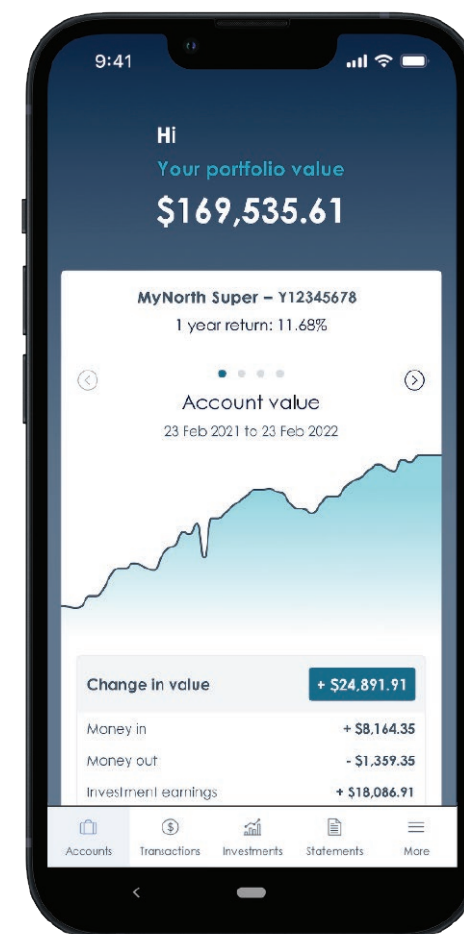 9:41
Hi
Your portfolio value
$169,535.61
MyNorth Super – Y12345678
1 year return: 11.68%
Account value
23 Feb 2021 to 23 Feb 2022
Change in value + $24,891.91
Money in + $8,164.35
Money out - $1,359.35
Investment earnings + $18,086.91
Accounts Transactions Investments Statements More